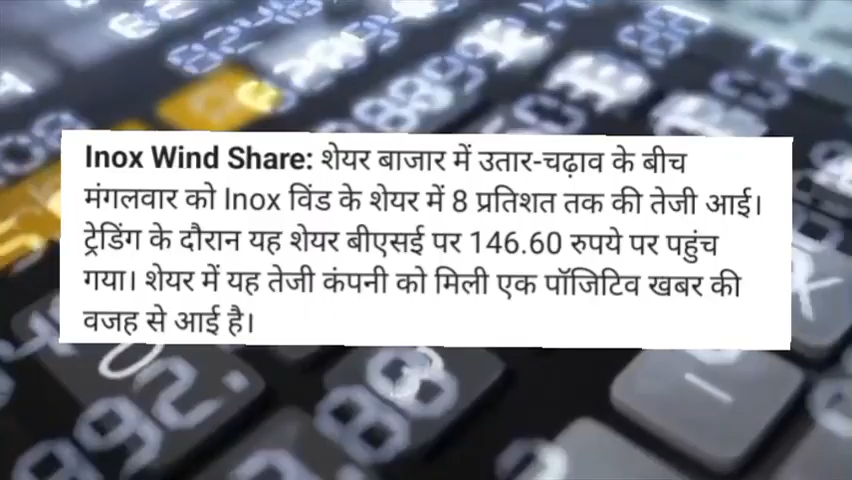 Inox Wind Share: शेयर बाजार में उतार-चढ़ाव के बीच
मंगलवार को Inox विंड के शेयर में 8 प्रतिशत तक की तेजी आई।
ट्रेडिंग के दौरान यह शेयर बीएसई पर 146.60 रुपये पर पहुंच
गया। शेयर में यह तेजी कंपनी को मिली एक पॉजिटिव खबर की
वजह से आई है।